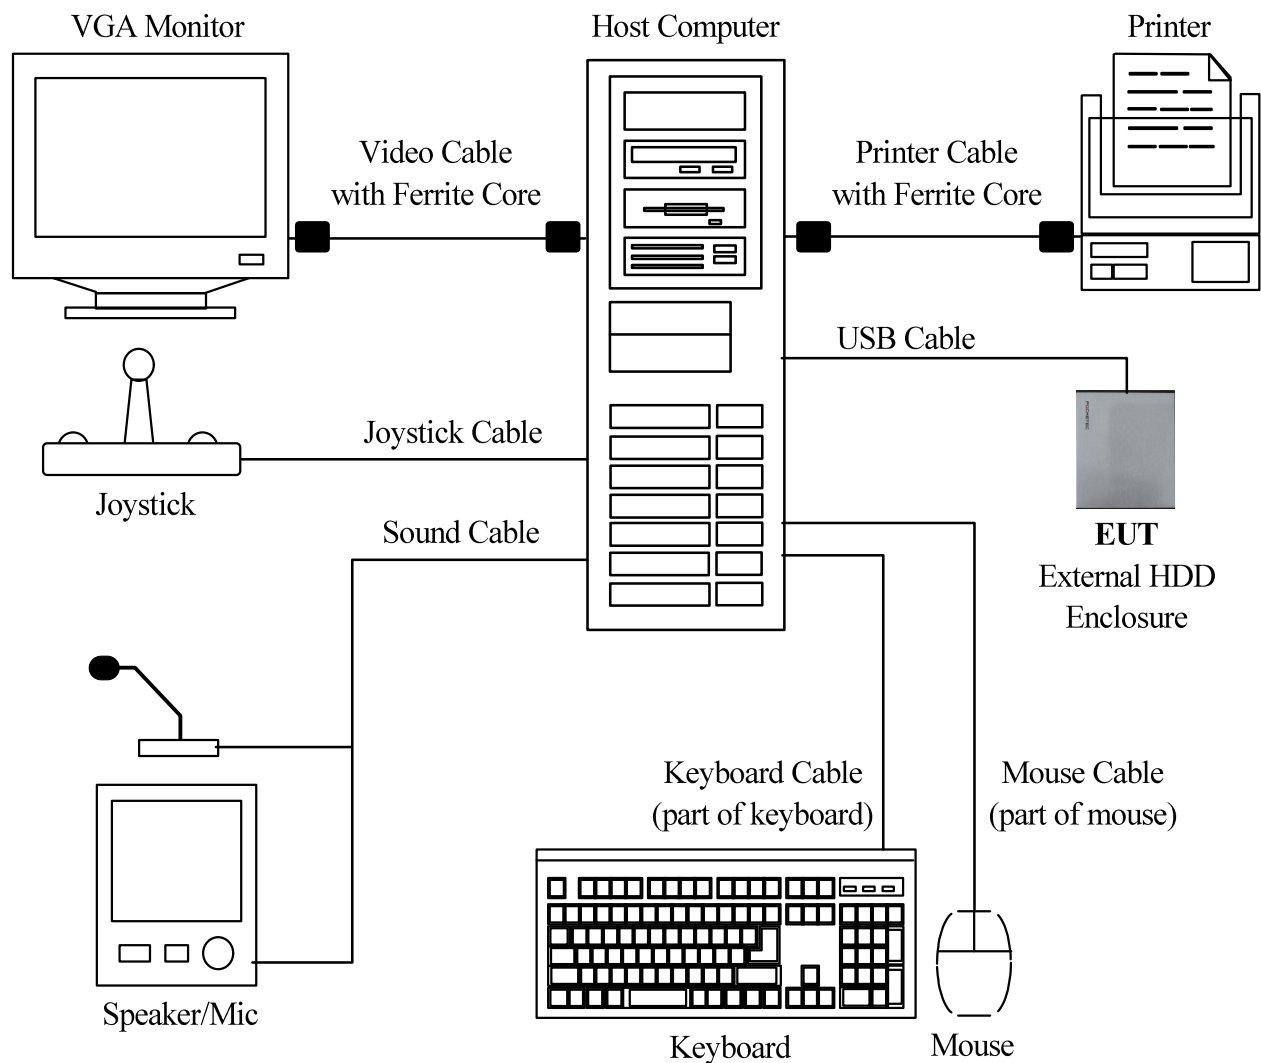 VGA Monitor
Host Computer
Printer
Video Cable
with Ferrite Core
Printer Cable
with Ferrite Core
USB Cable
Joystick Cable
Joystick
Sound Cable
EUT
External HDD
Enclosure
Keyboard Cable
(part of keyboard)
Mouse Cable
(part of mouse)
Speaker/Mic
Keyboard
Mouse